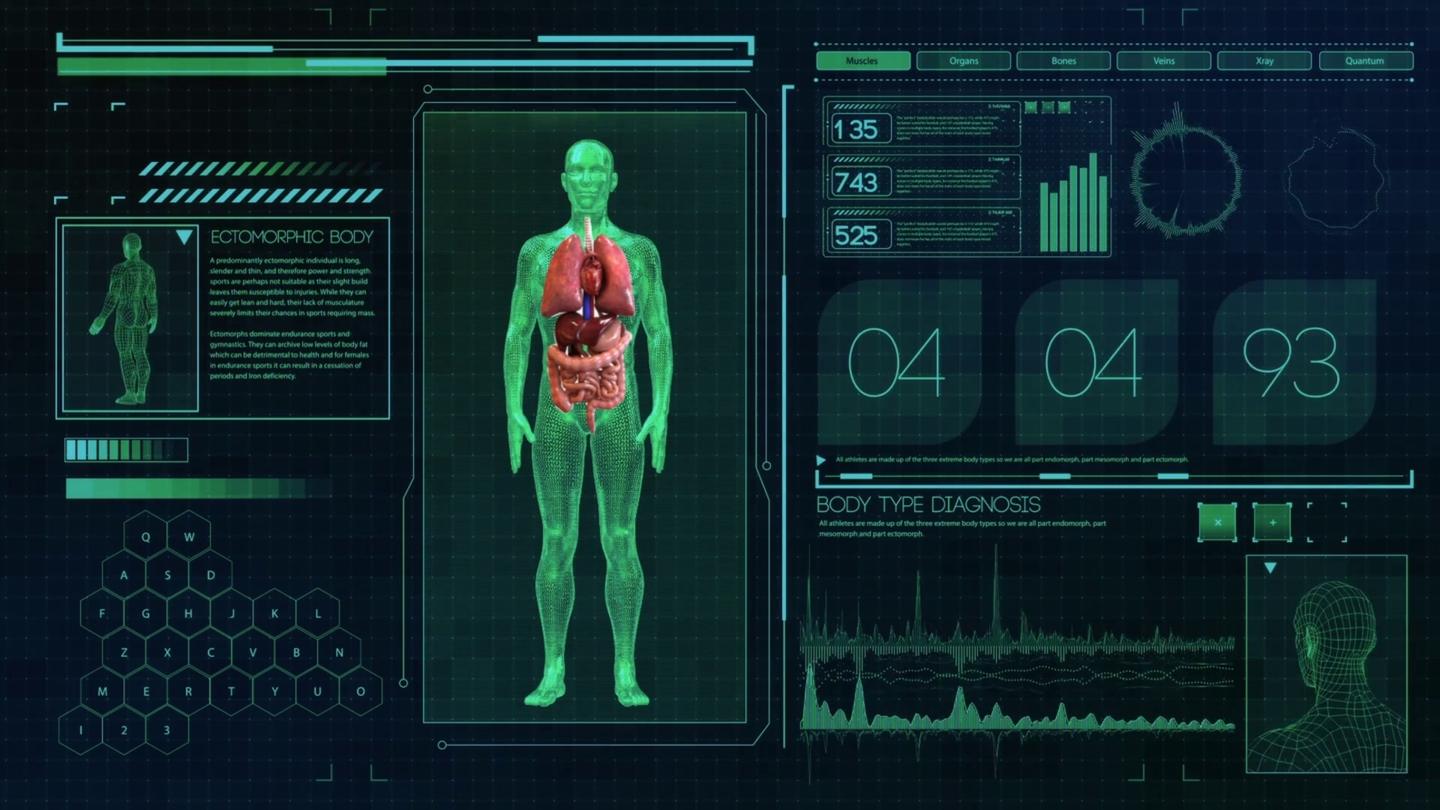 Muscles
Organs
Bones
Veins
Xray
Quantum
135
743
525
ECTOMORPHIC BODY
A predominantly ectomorphic individual is long,
slender and thin, and therefore power and strength
sports are perhaps not suitable as their slight build
leaves them susceptible to injuries. While they can
easily get lean and hard, their lack of musculature
severely limits their chances in sports requiring mass.
Ectomorphs dominate endurance sports and
gymnastics. They can archive low levels of body fat
which can be detrimental to health and for females
in endurance sports it can result in a cessation of
periods and Iron deficiency.
04
04
93
All athletes are made up of the three extreme body types so we are all part endomorph, part mesomorph and part ectomorph.
BODY TYPE DIAGNOSIS
All athletes are made up of the three extreme body types so we are all part endomorph, part
mesomorph and part ectomorph.
Q W
A S D
F G H J K L
Z X C V B N
M E R T Y U O
I 2 3